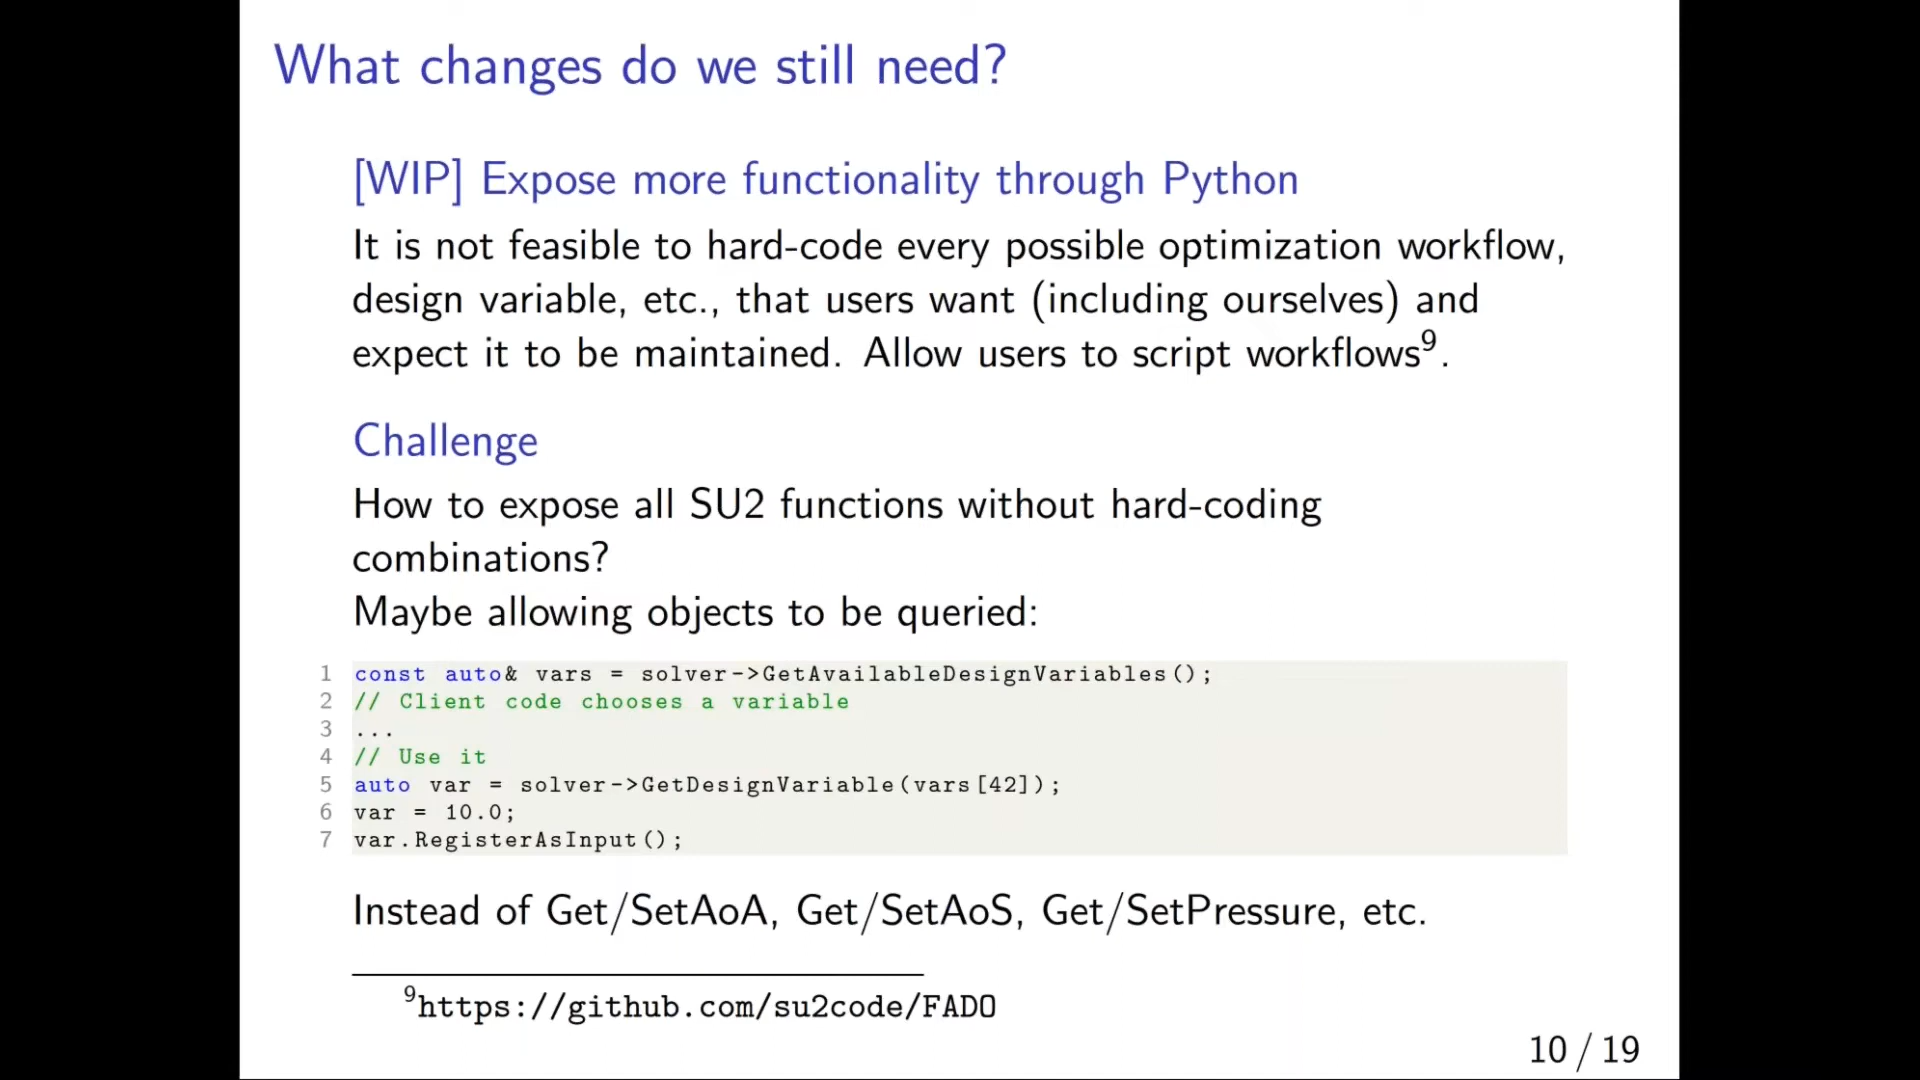 What changes do we still need?
[WIP] Expose more functionality through Python
It is not feasible to hard-code every possible optimization workflow,
design variable, etc., that users want (including ourselves) and
expect it to be maintained. Allow users to script workflows⁹.
Challenge
How to expose all SU2 functions without hard-coding
combinations?
Maybe allowing objects to be queried:
1 const auto& vars = solver->GetAvailableDesignVariables();
2 // Client code chooses a variable
3 ...
4 // Use it
5 auto var = solver->GetDesignVariable(vars[42]);
6 var = 10.0;
7 var.RegisterAsInput();
Instead of Get/SetAoA, Get/SetAoS, Get/SetPressure, etc.
⁹https://github.com/su2code/FADO
10 / 19